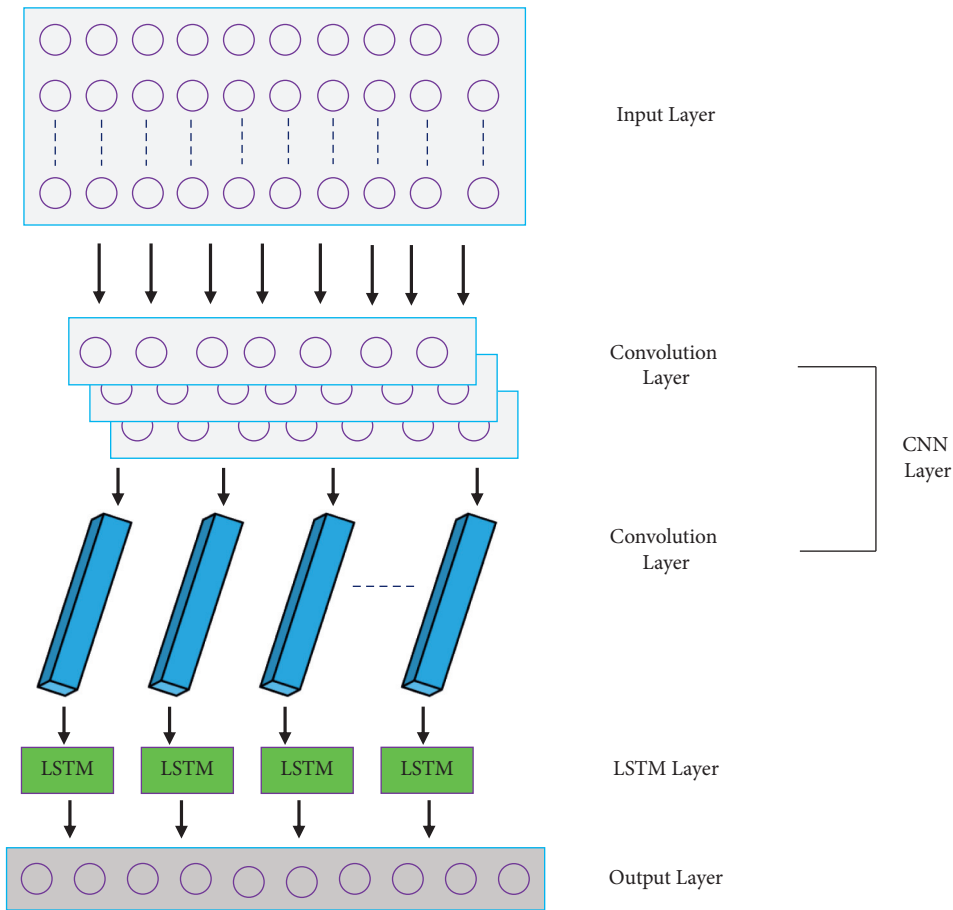 Input Layer
Convolution
Layer
CNN
Layer
Convolution
Layer
LSTM LSTM LSTM LSTM LSTM Layer
Output Layer